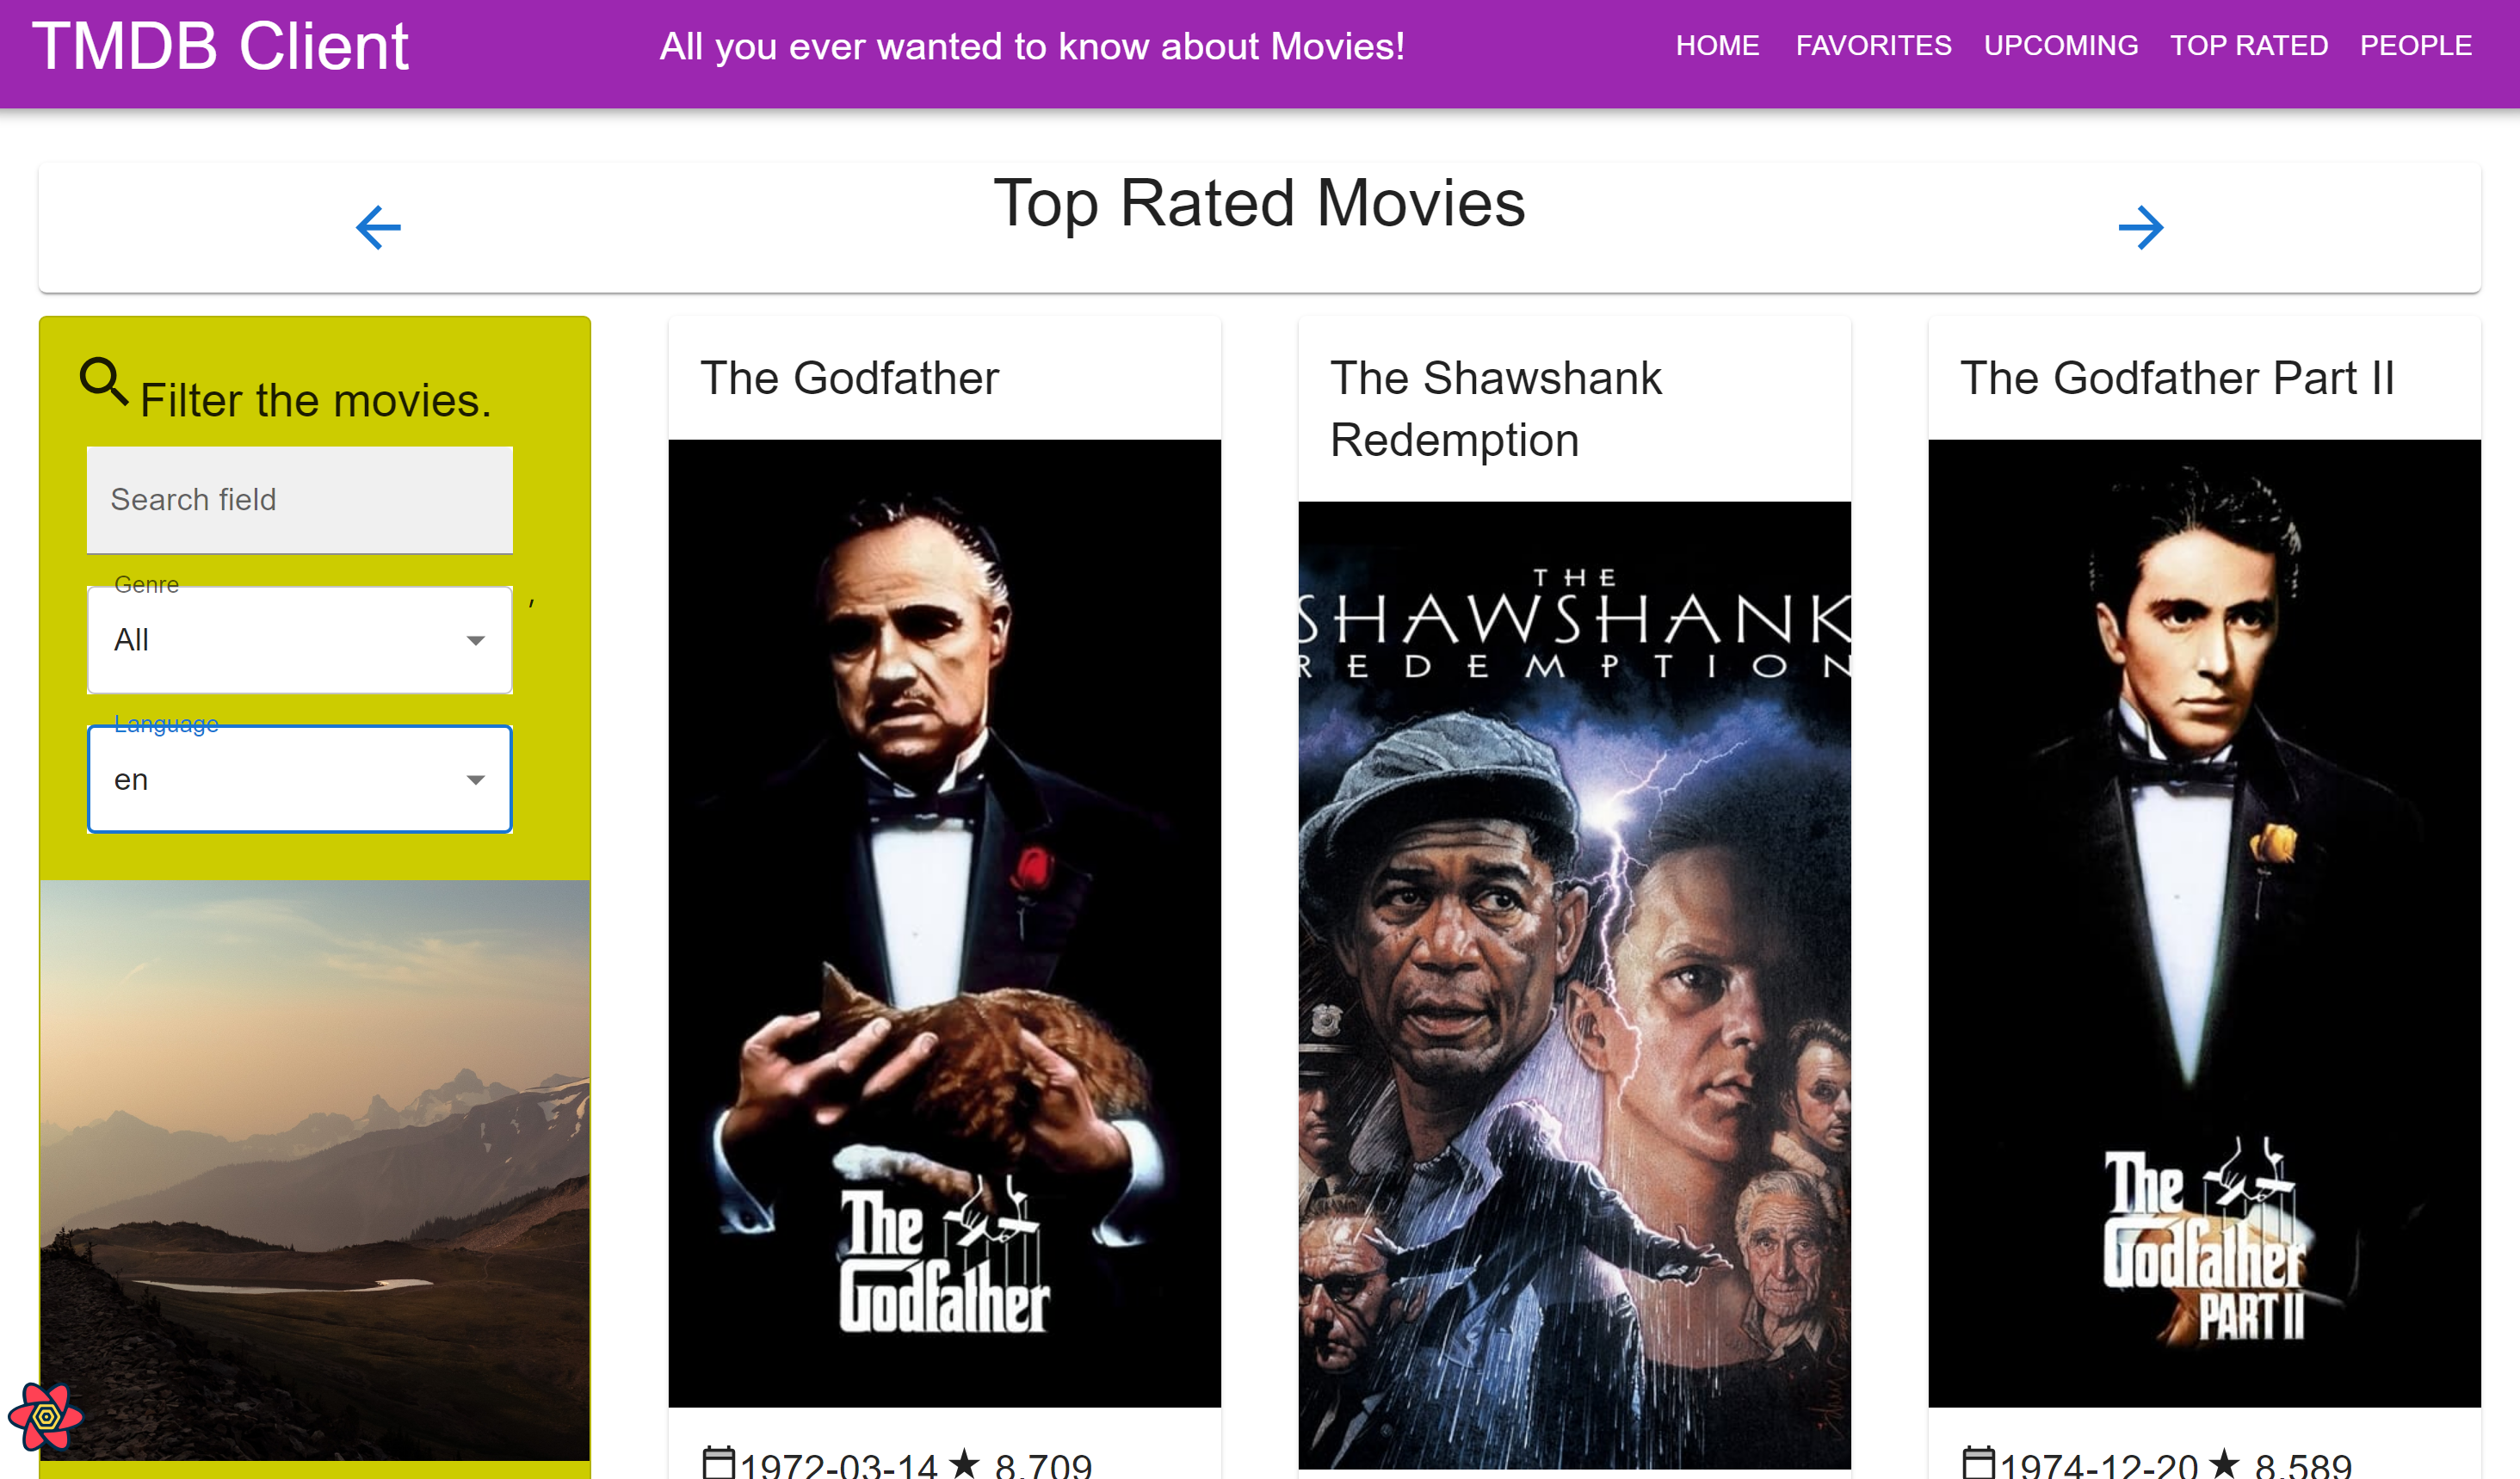 TMDB Client
All you ever wanted to know about Movies!
HOME FAVORITES UPCOMING TOP RATED PEOPLE
Top Rated Movies
Filter the movies.
Search field
Genre
All
,
Language
en
The Godfather
The Godfather
1972-03-14 8.709
The Shawshank
Redemption
THE
SHAWSHANK
REDEMPTION
The Godfather Part II
The Godfather
PART II
1974-12-20 8.589